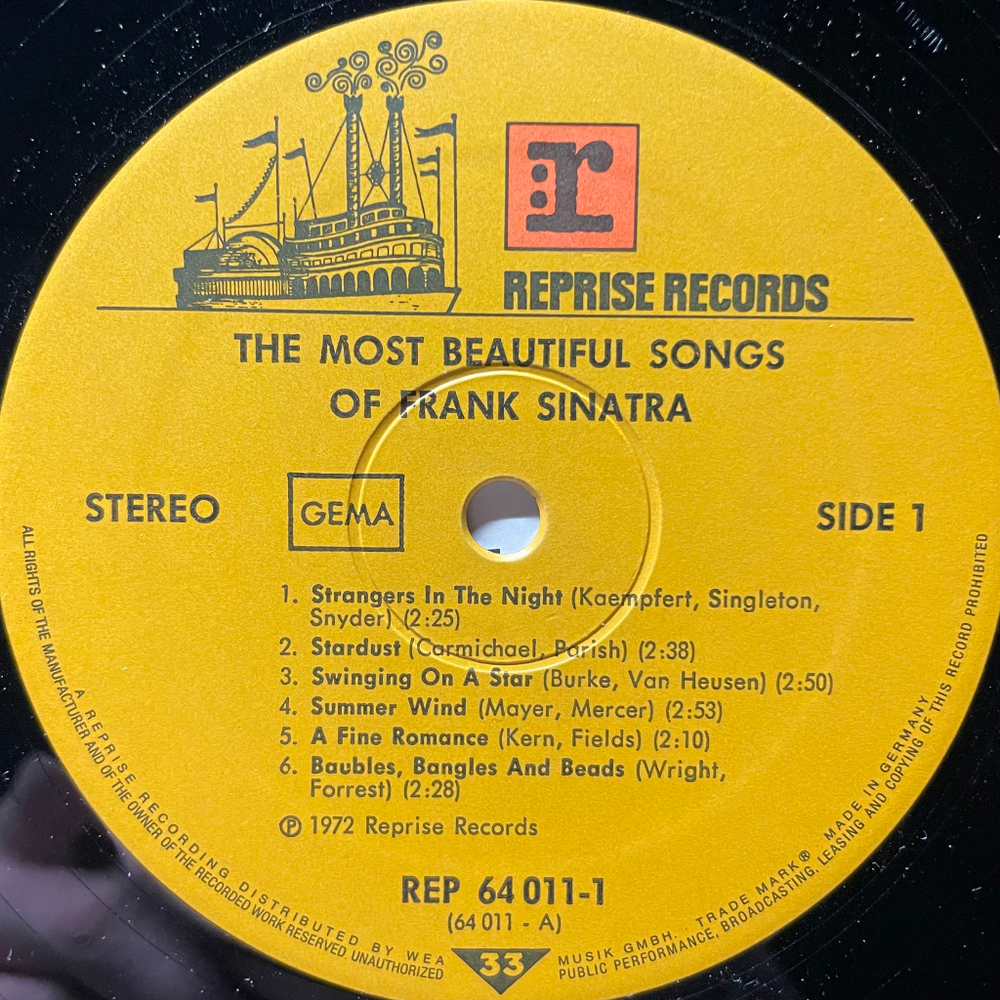 r
REPRISE RECORDS
THE MOST BEAUTIFUL SONGS
OF FRANK SINATRA
STEREO
GEMA
SIDE 1
1. Strangers In The Night (Kaempfert, Singleton,
Snyder) (2:25)
2. Stardust (Carmichael, Parish) (2:38)
3. Swinging On A Star (Burke, Van Heusen) (2:50)
4. Summer Wind (Mayer, Mercer) (2:53)
5. A Fine Romance (Kern, Fields) (2:10)
6. Baubles, Bangles And Beads (Wright,
Forrest) (2:28)
℗ 1972 Reprise Records
REP 64 011-1
(64 011 - A)
33
A REPRISE RECORDING DISTRIBUTED BY WEA MUSIK GMBH. TRADE MARK® MADE IN GERMANY
ALL RIGHTS OF THE MANUFACTURER AND OF THE OWNER OF THE RECORDED WORK RESERVED. UNAUTHORIZED PUBLIC PERFORMANCE, BROADCASTING, LEASING AND COPYING OF THIS RECORD PROHIBITED